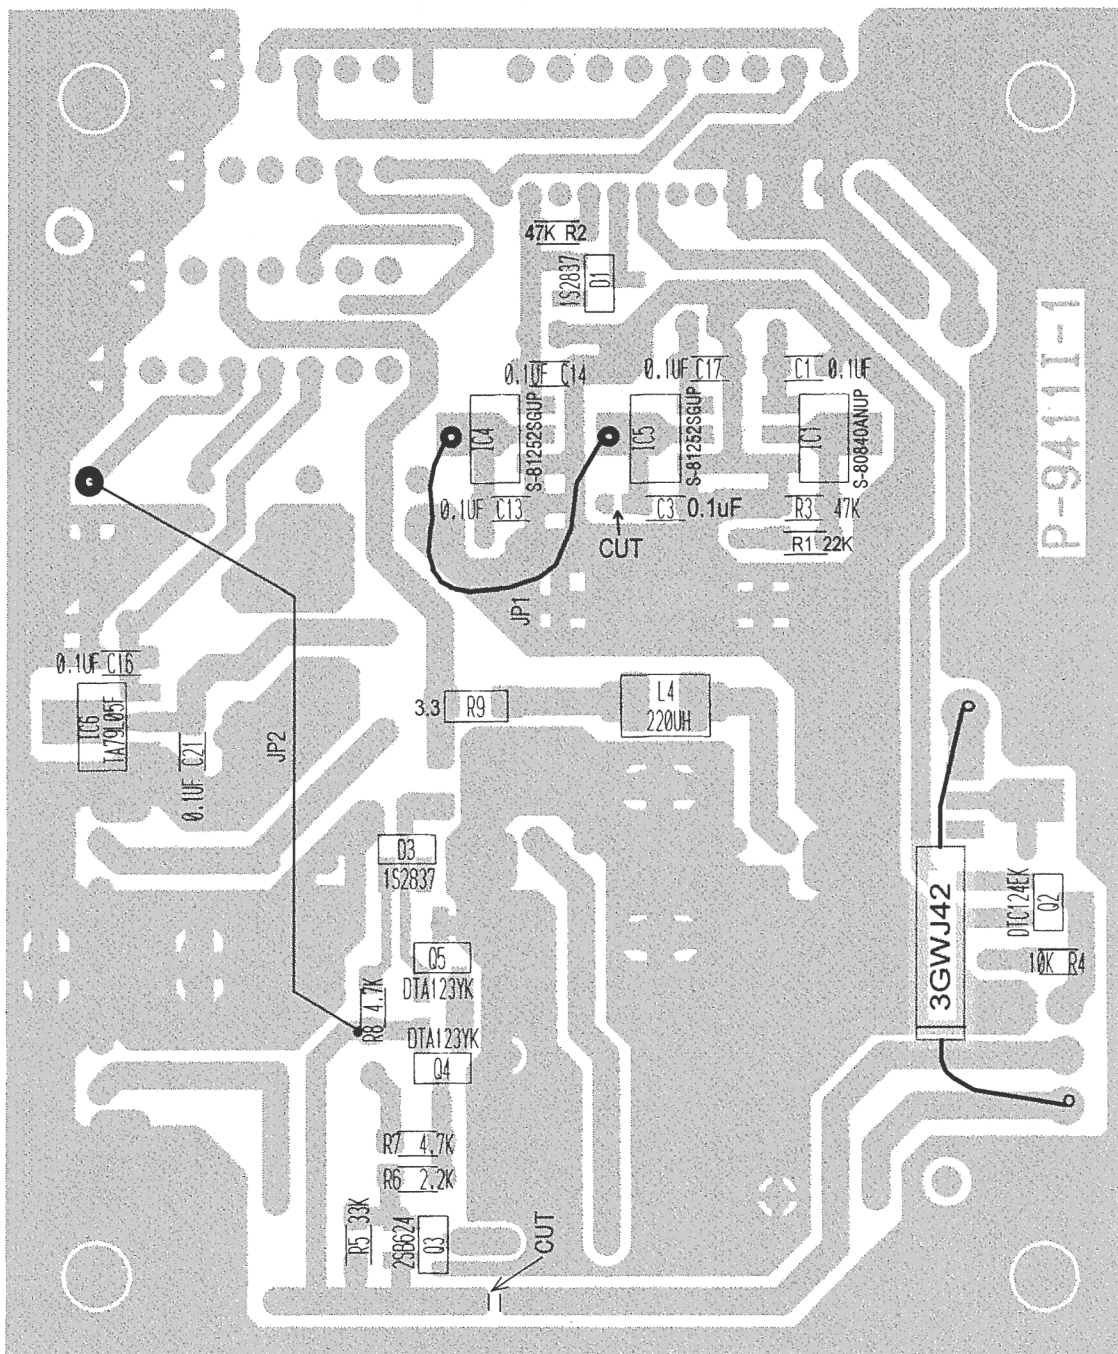 47K R2
1S2837
D1
P-9411I-1
0.1UF C14
0.1UF C17
C1 0.1UF
IC4
S-81252SGUP
IC5
S-81252SGUP
IC1
S-80840ANUP
0.1UF C13
C3 0.1uF
R3 47K
CUT
R1 22K
JP1
0.1UF C16
IC6
TA79L05F
0.1UF C21
JP2
3.3 R9
L4
220UH
D3
1S2837
3GWJ42
DTC124EK
Q2
10K R4
Q5
DTA123YK
R8 4.7K
DTA123YK
Q4
R7 4.7K
R6 2.2K
R5 33K
2SB624
Q3
CUT